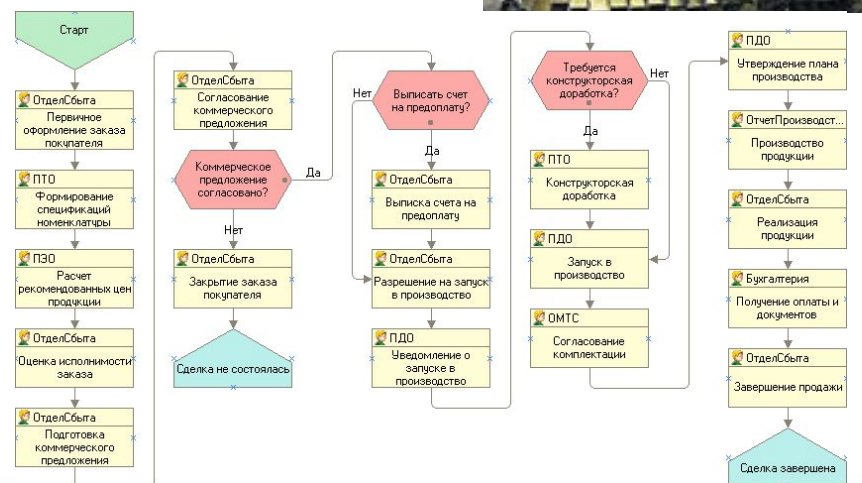 Старт
ОтделСбыта
Первичное
оформление заказа
покупателя
ПТО
Формирование
спецификаций
номенклатуры
ПЗО
Расчет
рекомендованных цен
продукции
ОтделСбыта
Оценка исполнимости
заказа
ОтделСбыта
Подготовка
коммерческого
предложения
ОтделСбыта
Согласование
коммерческого
предложения
Коммерческое
предложение
согласовано?
Да
Нет
ОтделСбыта
Закрытие заказа
покупателя
Сделка не состоялась
Выписать счет
на предоплату?
Нет
Да
ОтделСбыта
Выписка счета на
предоплату
ОтделСбыта
Разрешение на запуск
в производство
ПДО
Уведомление о
запуске в
производство
Требуется
конструкторская
доработка?
Нет
Да
ПТО
Конструкторская
доработка
ПДО
Запуск в
производство
ОМТС
Согласование
комплектации
ПДО
Утверждение плана
производства
ОтчетПроизводст...
Производство
продукции
ОтделСбыта
Реализация
продукции
Бухгалтерия
Получение оплаты и
документов
ОтделСбыта
Завершение продажи
Сделка завершена